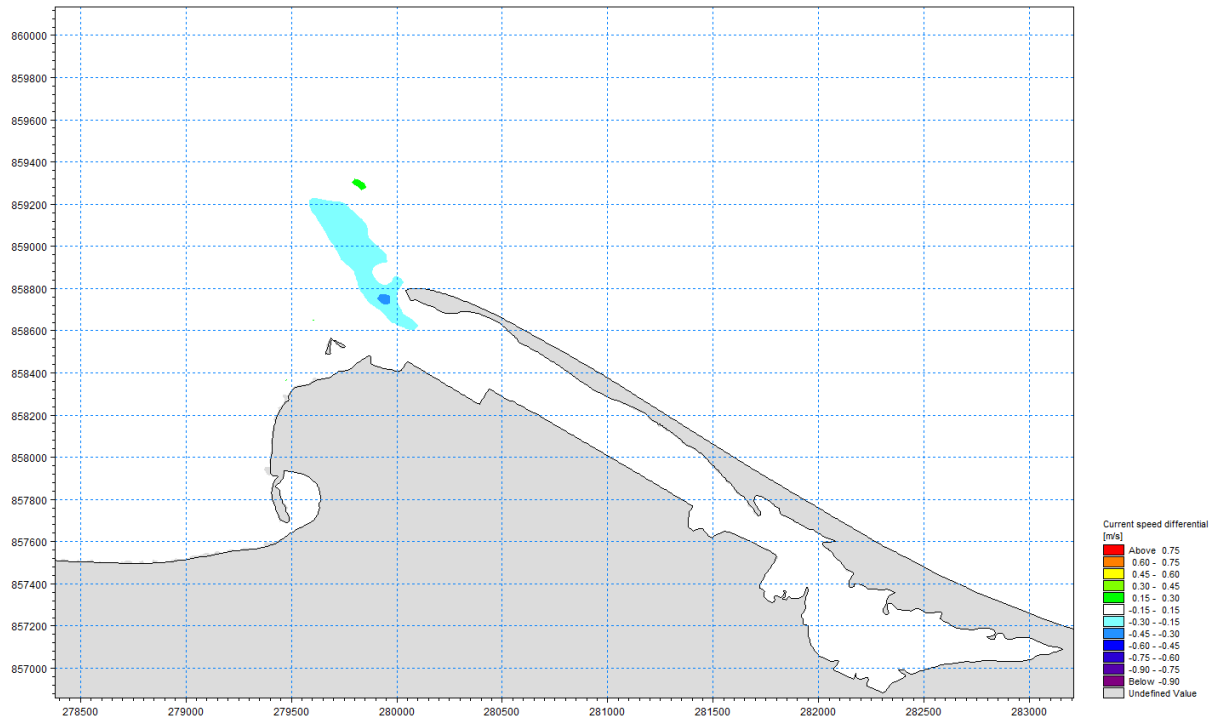 860000
859800
859600
859400
859200
859000
858800
858600
858400
858200
858000
857800
857600
857400
857200
857000
278500 279000 279500 280000 280500 281000 281500 282000 282500 283000
Current speed differential
[m/s]
Above 0.75
0.60 - 0.75
0.45 - 0.60
0.30 - 0.45
0.15 - 0.30
-0.15 - 0.15
-0.30 - -0.15
-0.45 - -0.30
-0.60 - -0.45
-0.75 - -0.60
-0.90 - -0.75
Below -0.90
Undefined Value